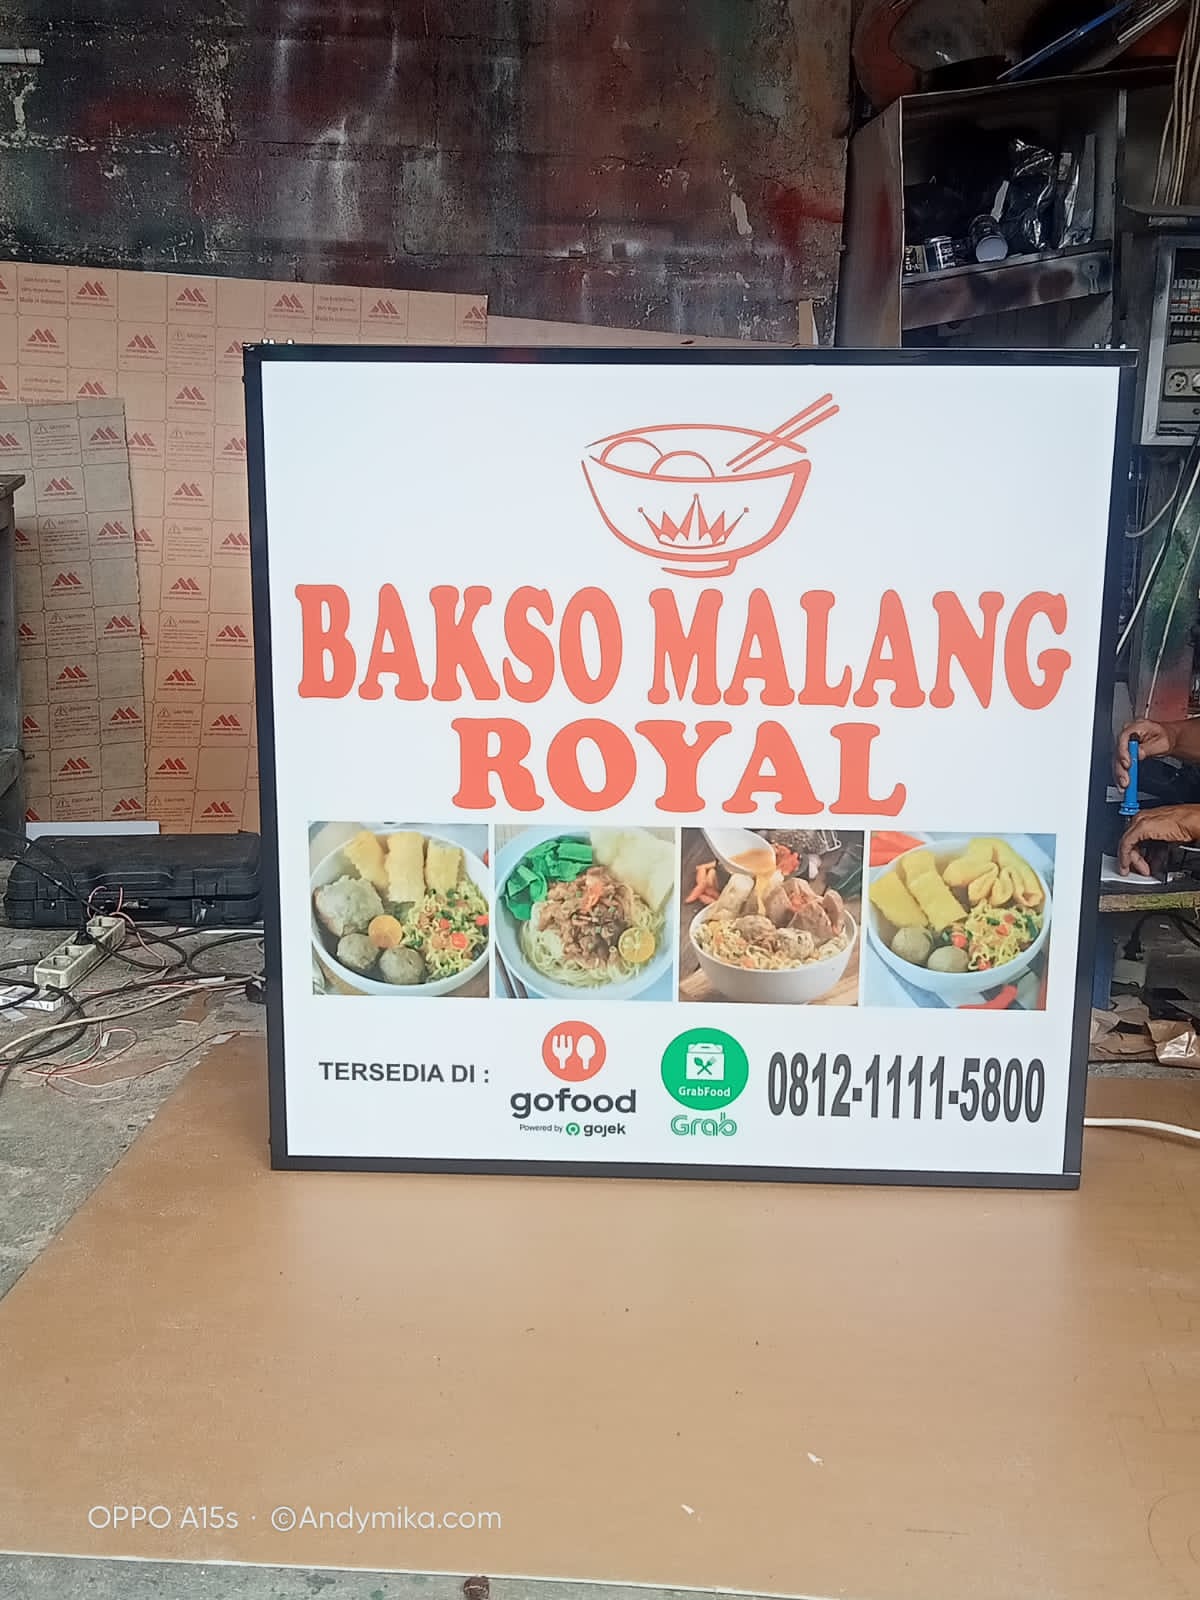 BAKSO MALANG
ROYAL
TERSEDIA DI :
gofood
Powered by gojek
GrabFood
Grab
0812-1111-5800
OPPO A15s · ©Andymika.com